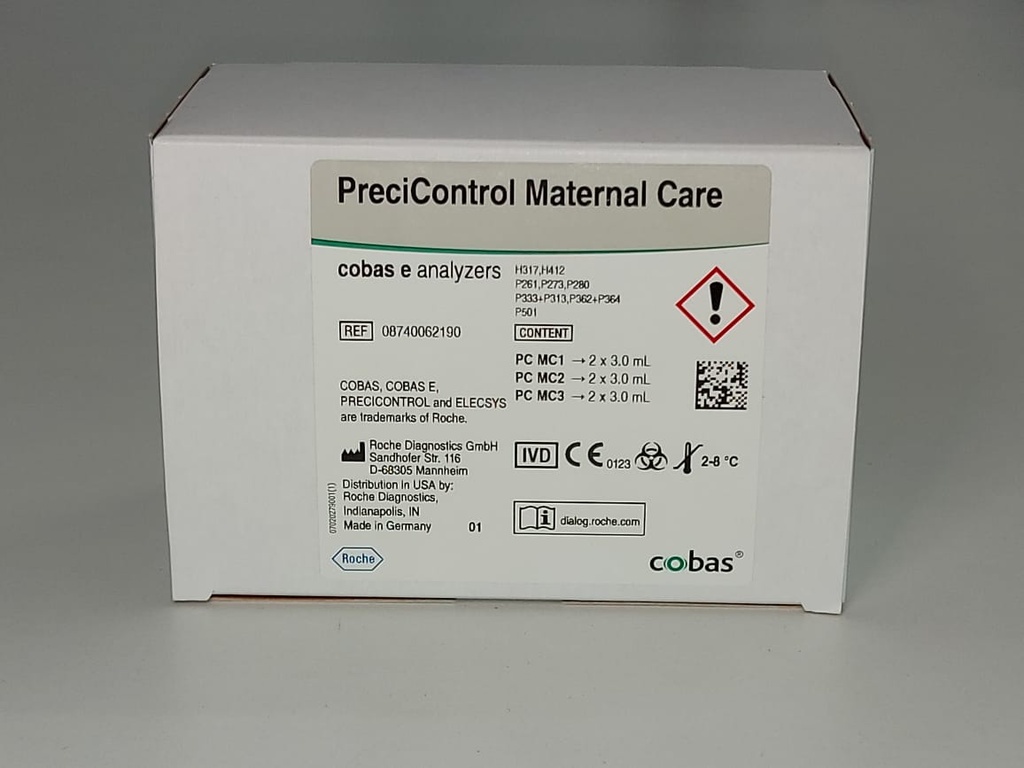 PreciControl Maternal Care
cobas e analyzers
H317,H412
P261,P273,P280
P333+P313,P362+P364
P501
REF 08740062190
CONTENT
PC MC1 → 2 x 3.0 mL
PC MC2 → 2 x 3.0 mL
PC MC3 → 2 x 3.0 mL
COBAS, COBAS E,
PRECICONTROL and ELECSYS
are trademarks of Roche.
Roche Diagnostics GmbH
Sandhofer Str. 116
D-68305 Mannheim
Distribution in USA by:
Roche Diagnostics,
Indianapolis, IN
Made in Germany 01
07020279001(1)
IVD CE 0123 2-8 °C
i dialog.roche.com
Roche
cobas®